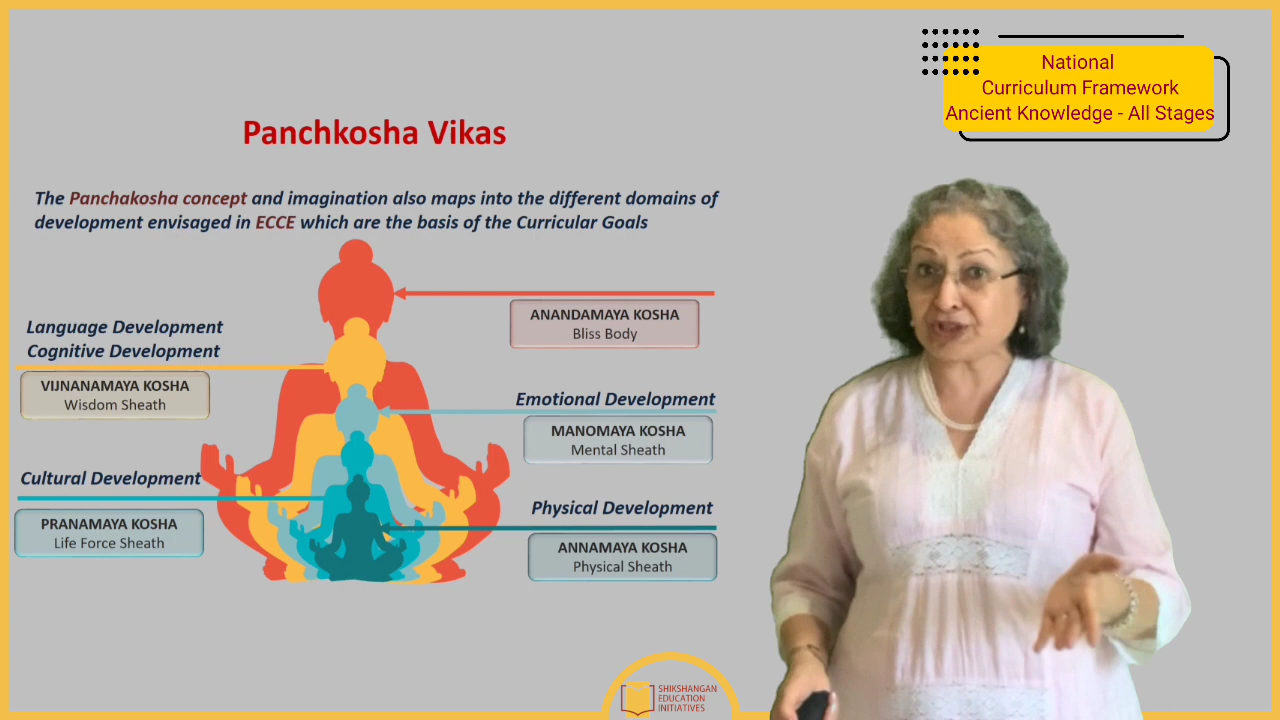 National
Curriculum Framework
Ancient Knowledge - All Stages
Panchkosha Vikas
The Panchakosha concept and imagination also maps into the different domains of
development envisaged in ECCE which are the basis of the Curricular Goals
ANANDAMAYA KOSHA
Bliss Body
Language Development
Cognitive Development
VIJNANAMAYA KOSHA
Wisdom Sheath
Emotional Development
MANOMAYA KOSHA
Mental Sheath
Cultural Development
PRANAMAYA KOSHA
Life Force Sheath
Physical Development
ANNAMAYA KOSHA
Physical Sheath
SHIKSHANGAN
EDUCATION
INITIATIVES